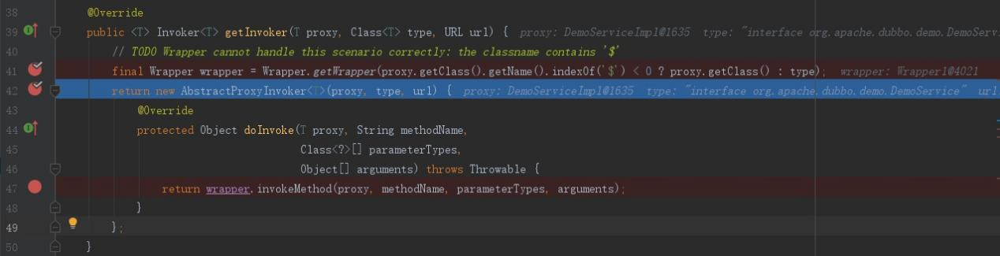 38 @Override
39 public <T> Invoker<T> getInvoker(T proxy, Class<T> type, URL url) { proxy: DemoServiceImpl@1635 type: "interface org.apache.dubbo.demo.DemoServ
40 // TODO Wrapper cannot handle this scenario correctly: the classname contains '$'
41 final Wrapper wrapper = Wrapper.getWrapper(proxy.getClass().getName().indexOf('$') < 0 ? proxy.getClass() : type); wrapper: Wrapper1@4021
42 return new AbstractProxyInvoker<T>(proxy, type, url) { proxy: DemoServiceImpl@1635 type: "interface org.apache.dubbo.demo.DemoService" url:
43 @Override
44 protected Object doInvoke(T proxy, String methodName,
45 Class<?>[] parameterTypes,
46 Object[] arguments) throws Throwable {
47 return wrapper.invokeMethod(proxy, methodName, parameterTypes, arguments);
48 }
49 };
50 }